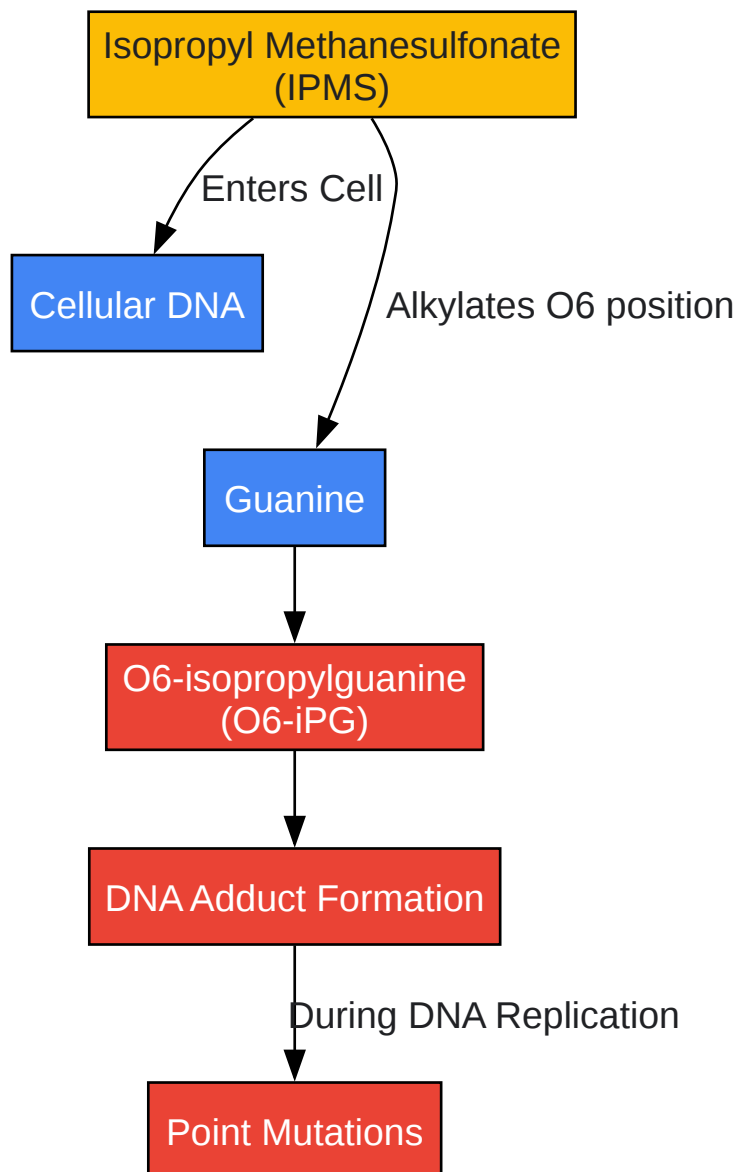 Isopropyl Methanesulfonate
(IPMS)
Enters Cell
Cellular DNA
Alkylates O6 position
Guanine
O6-isopropylguanine
(O6-iPG)
DNA Adduct Formation
During DNA Replication
Point Mutations